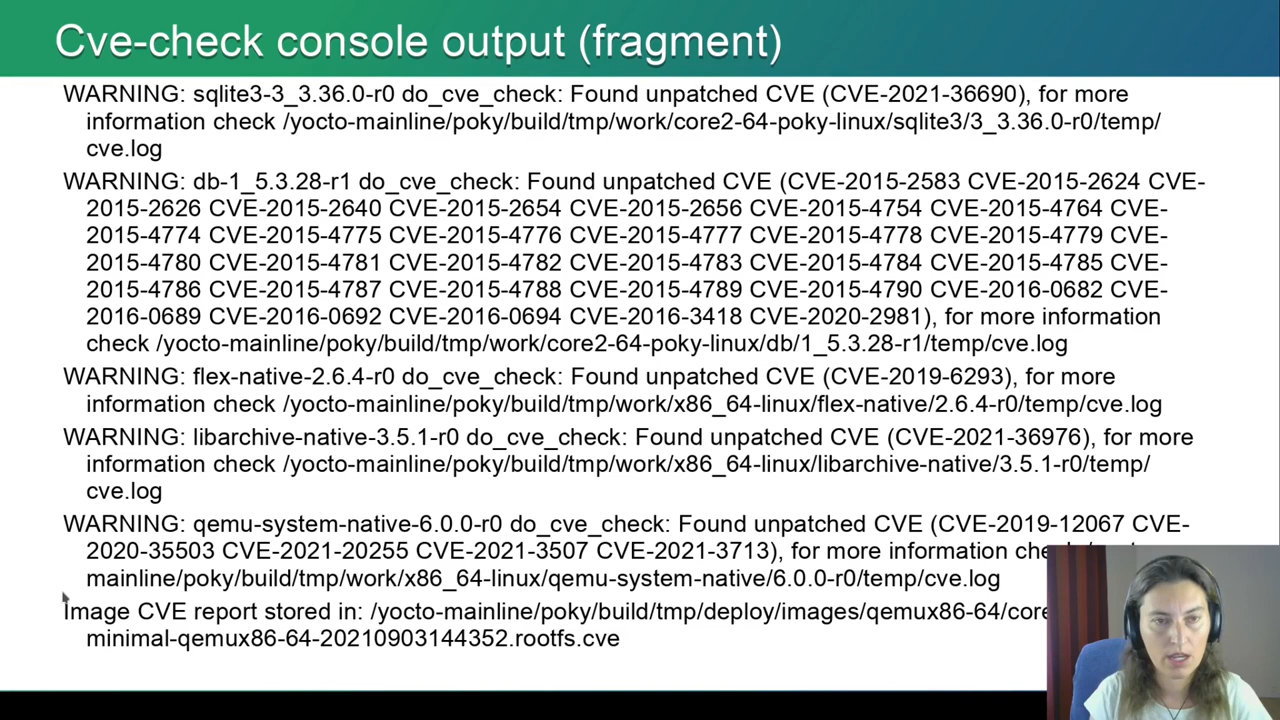 Cve-check console output (fragment)
WARNING: sqlite3-3_3.36.0-r0 do_cve_check: Found unpatched CVE (CVE-2021-36690), for more
information check /yocto-mainline/poky/build/tmp/work/core2-64-poky-linux/sqlite3/3_3.36.0-r0/temp/
cve.log
WARNING: db-1_5.3.28-r1 do_cve_check: Found unpatched CVE (CVE-2015-2583 CVE-2015-2624 CVE-
2015-2626 CVE-2015-2640 CVE-2015-2654 CVE-2015-2656 CVE-2015-4754 CVE-2015-4764 CVE-
2015-4774 CVE-2015-4775 CVE-2015-4776 CVE-2015-4777 CVE-2015-4778 CVE-2015-4779 CVE-
2015-4780 CVE-2015-4781 CVE-2015-4782 CVE-2015-4783 CVE-2015-4784 CVE-2015-4785 CVE-
2015-4786 CVE-2015-4787 CVE-2015-4788 CVE-2015-4789 CVE-2015-4790 CVE-2016-0682 CVE-
2016-0689 CVE-2016-0692 CVE-2016-0694 CVE-2016-3418 CVE-2020-2981), for more information
check /yocto-mainline/poky/build/tmp/work/core2-64-poky-linux/db/1_5.3.28-r1/temp/cve.log
WARNING: flex-native-2.6.4-r0 do_cve_check: Found unpatched CVE (CVE-2019-6293), for more
information check /yocto-mainline/poky/build/tmp/work/x86_64-linux/flex-native/2.6.4-r0/temp/cve.log
WARNING: libarchive-native-3.5.1-r0 do_cve_check: Found unpatched CVE (CVE-2021-36976), for more
information check /yocto-mainline/poky/build/tmp/work/x86_64-linux/libarchive-native/3.5.1-r0/temp/
cve.log
WARNING: qemu-system-native-6.0.0-r0 do_cve_check: Found unpatched CVE (CVE-2019-12067 CVE-
2020-35503 CVE-2021-20255 CVE-2021-3507 CVE-2021-3713), for more information
mainline/poky/build/tmp/work/x86_64-linux/qemu-system-native/6.0.0-r0/temp/cve.log
Image CVE report stored in: /yocto-mainline/poky/build/tmp/deploy/images/qemux86-64/core
minimal-qemux86-64-20210903144352.rootfs.cve